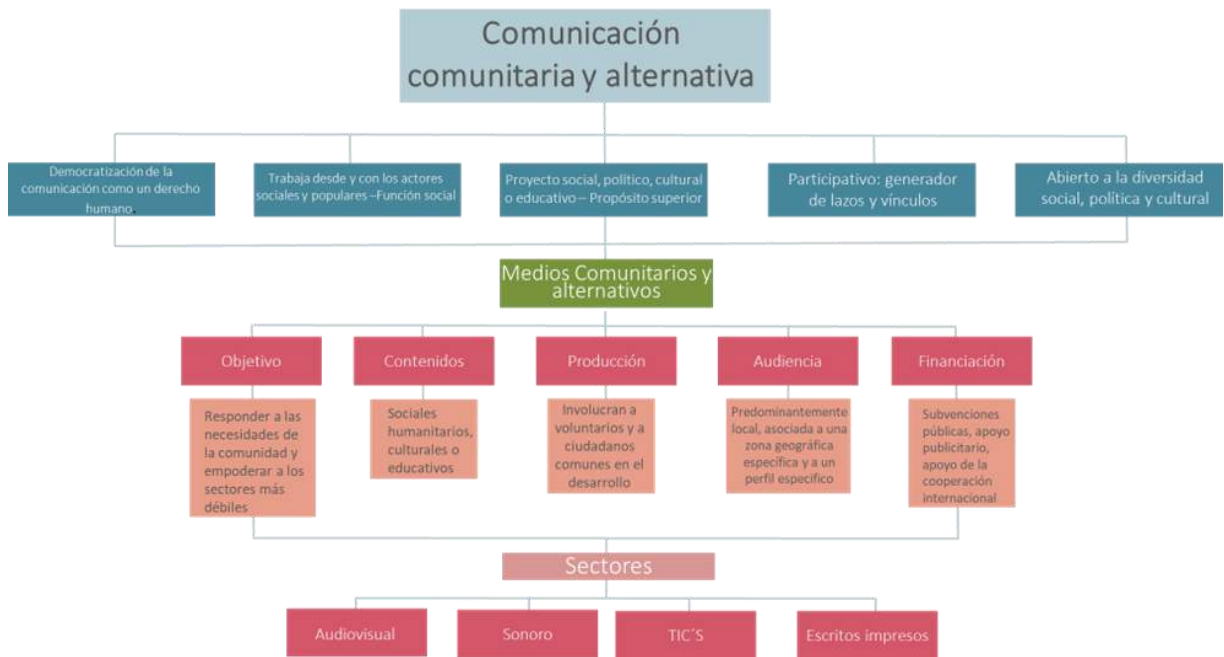 Comunicación
comunitaria y alternativa
Democratización de la
comunicación como un derecho
humano.
Trabaja desde y con los actores
sociales y populares –Función social
Proyecto social, político, cultural
o educativo – Propósito superior
Participativo: generador
de lazos y vínculos
Abierto a la diversidad
social, política y cultural
Medios Comunitarios y
alternativos
Objetivo
Contenidos
Producción
Audiencia
Financiación
Responder a las
necesidades de
la comunidad y
empoderar a los
sectores más
débiles
Sociales
humanitarios,
culturales o
educativos
Involucran a
voluntarios y a
ciudadanos
comunes en el
desarrollo
Predominantemente
local, asociada a una
zona geográfica
específica y a un
perfil específico
Subvenciones
públicas, apoyo
publicitario,
apoyo de la
cooperación
internacional
Sectores
Audiovisual
Sonoro
TIC´S
Escritos impresos